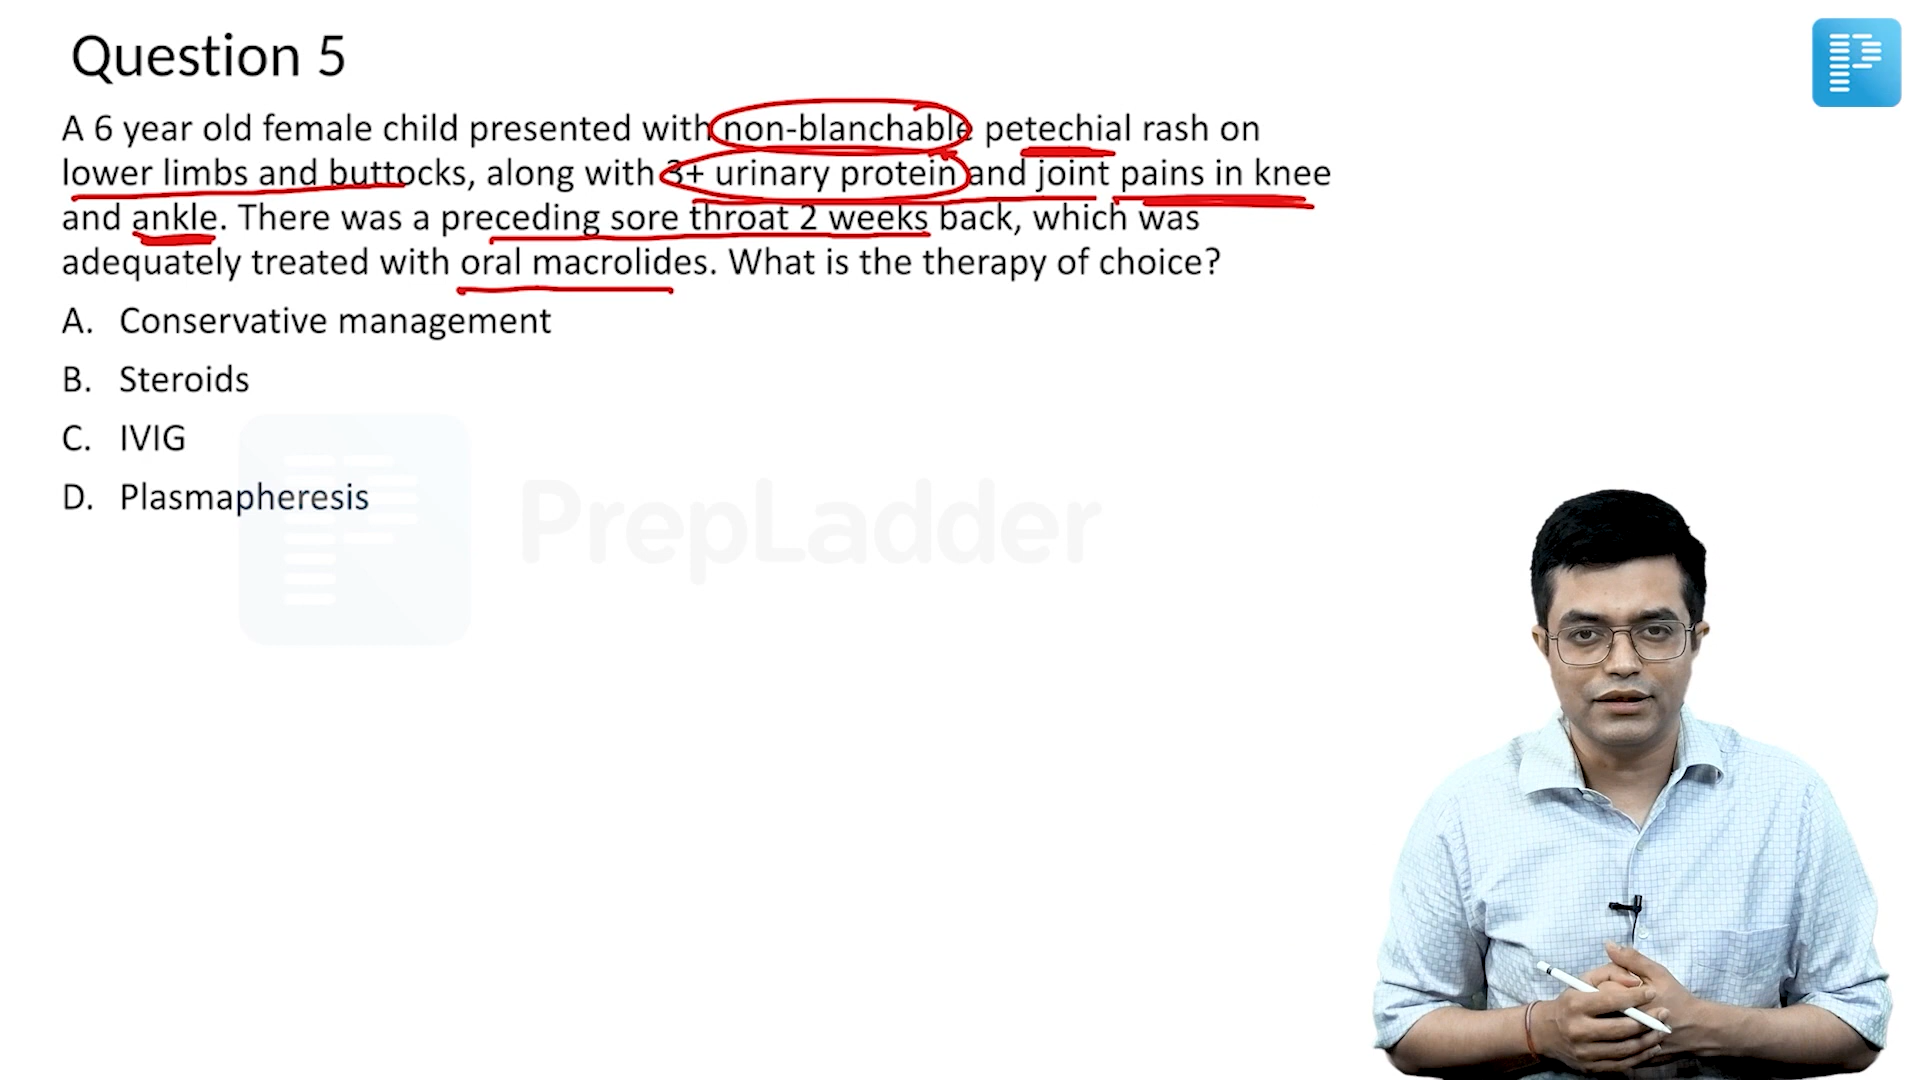 Question 5
A 6 year old female child presented with non-blanchable petechial rash on
lower limbs and buttocks, along with 3+ urinary protein and joint pains in knee
and ankle. There was a preceding sore throat 2 weeks back, which was
adequately treated with oral macrolides. What is the therapy of choice?
A. Conservative management
B. Steroids
C. IVIG
D. Plasmapheresis
PrepLadder